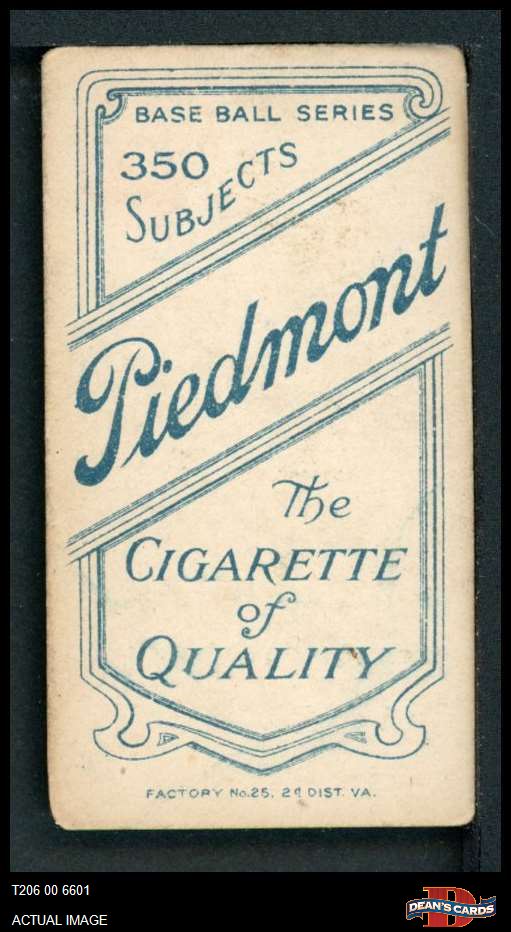 BASE BALL SERIES
350
SUBJECTS
Piedmont
The
CIGARETTE
of
QUALITY
FACTORY No.25. 2d DIST. VA.
T206 00 6601
ACTUAL IMAGE
D
DEAN'S CARDS